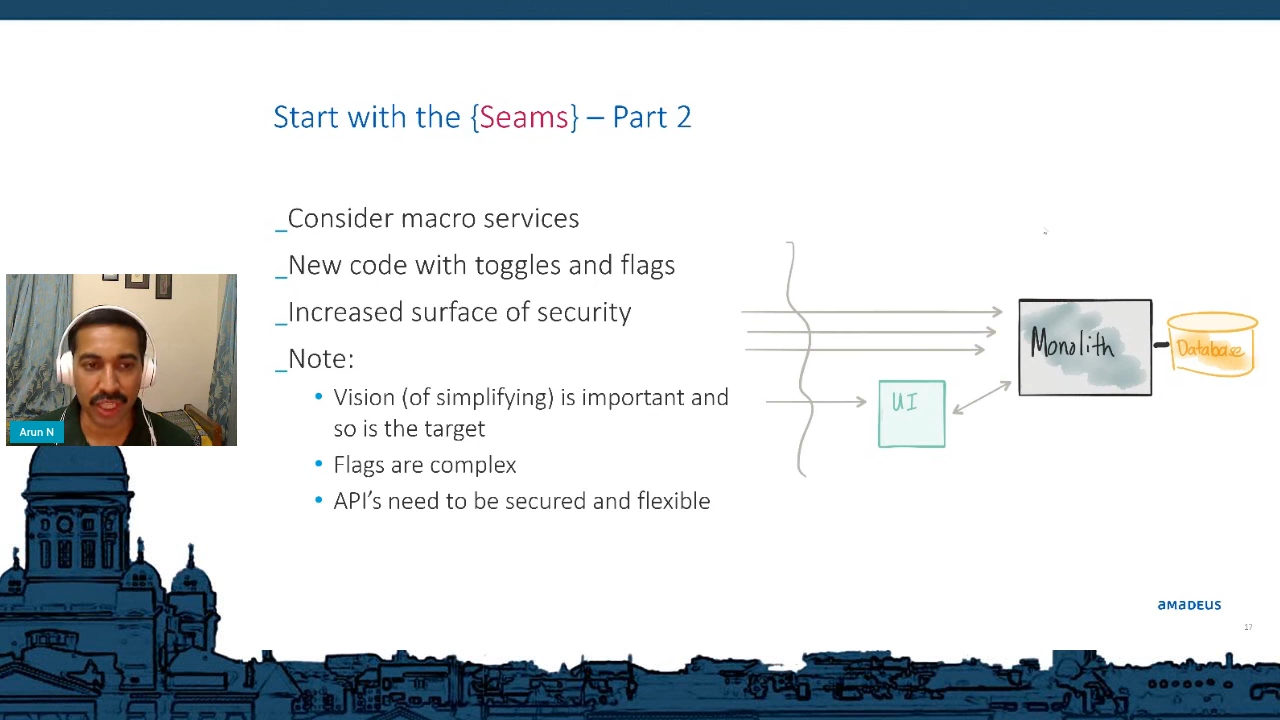 Start with the {Seams} – Part 2
_Consider macro services
_New code with toggles and flags
_Increased surface of security
_Note:
• Vision (of simplifying) is important and
so is the target
• Flags are complex
• API's need to be secured and flexible
Monolith
Database
UI
Arun N
amadeus
17